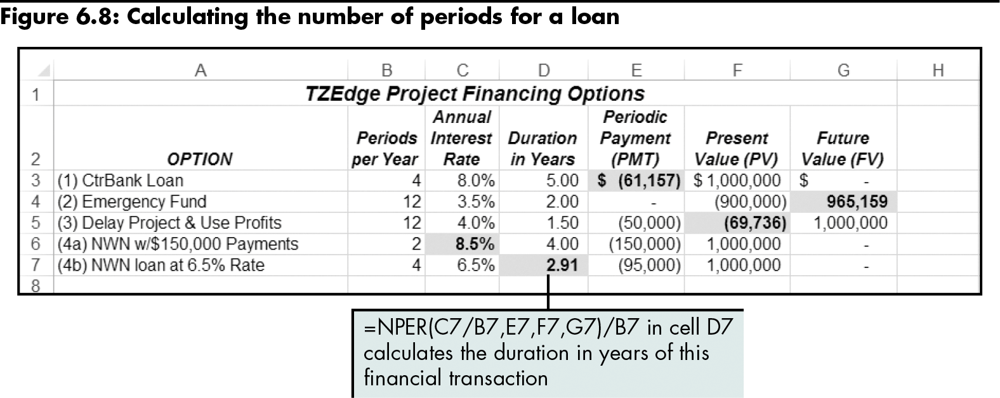 Figure 6.8: Calculating the number of periods for a loan
A B C D E F G H
1 TZEdge Project Financing Options
2 OPTION Periods per Year Annual Interest Rate Duration in Years Periodic Payment (PMT) Present Value (PV) Future Value (FV)
3 (1) CtrBank Loan 4 8.0% 5.00 $ (61,157) $ 1,000,000 $ -
4 (2) Emergency Fund 12 3.5% 2.00 - (900,000) 965,159
5 (3) Delay Project & Use Profits 12 4.0% 1.50 (50,000) (69,736) 1,000,000
6 (4a) NWN w/$150,000 Payments 2 8.5% 4.00 (150,000) 1,000,000 -
7 (4b) NWN loan at 6.5% Rate 4 6.5% 2.91 (95,000) 1,000,000 -
8
=NPER(C7/B7,E7,F7,G7)/B7 in cell D7
calculates the duration in years of this
financial transaction